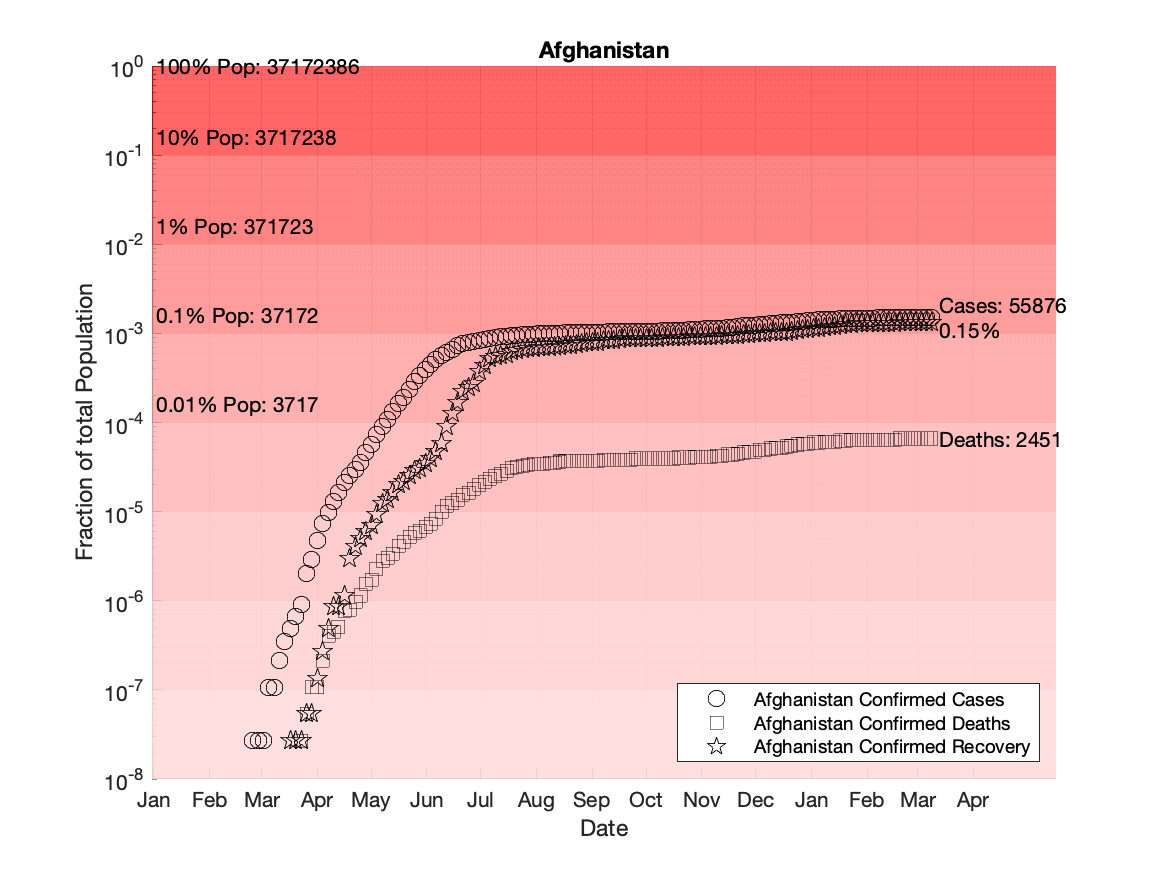 Afghanistan
10^0
100% Pop: 37172386
10% Pop: 3717238
10^-1
1% Pop: 371723
10^-2
0.1% Pop: 37172
10^-3
Cases: 55876
0.15%
0.01% Pop: 3717
10^-4
Deaths: 2451
10^-5
10^-6
10^-7
10^-8
Fraction of total Population
Afghanistan Confirmed Cases
Afghanistan Confirmed Deaths
Afghanistan Confirmed Recovery
Jan Feb Mar Apr May Jun Jul Aug Sep Oct Nov Dec Jan Feb Mar Apr
Date